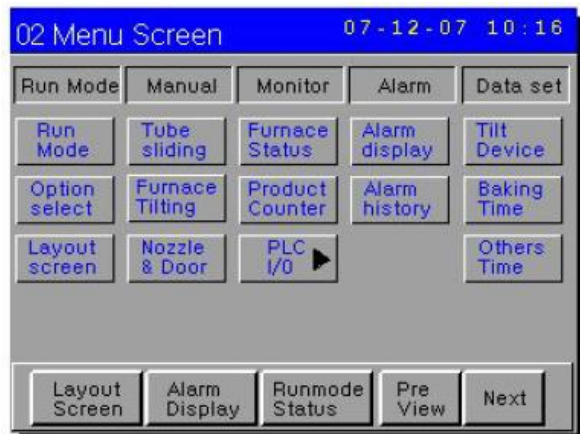 02 Menu Screen 07-12-07 10:16
Run Mode Manual Monitor Alarm Data set
Run Mode
Tube sliding
Furnace Status
Alarm display
Tilt Device
Option select
Furnace Tilting
Product Counter
Alarm history
Baking Time
Layout screen
Nozzle & Door
PLC I/0
Others Time
Layout Screen
Alarm Display
Runmode Status
Pre View
Next